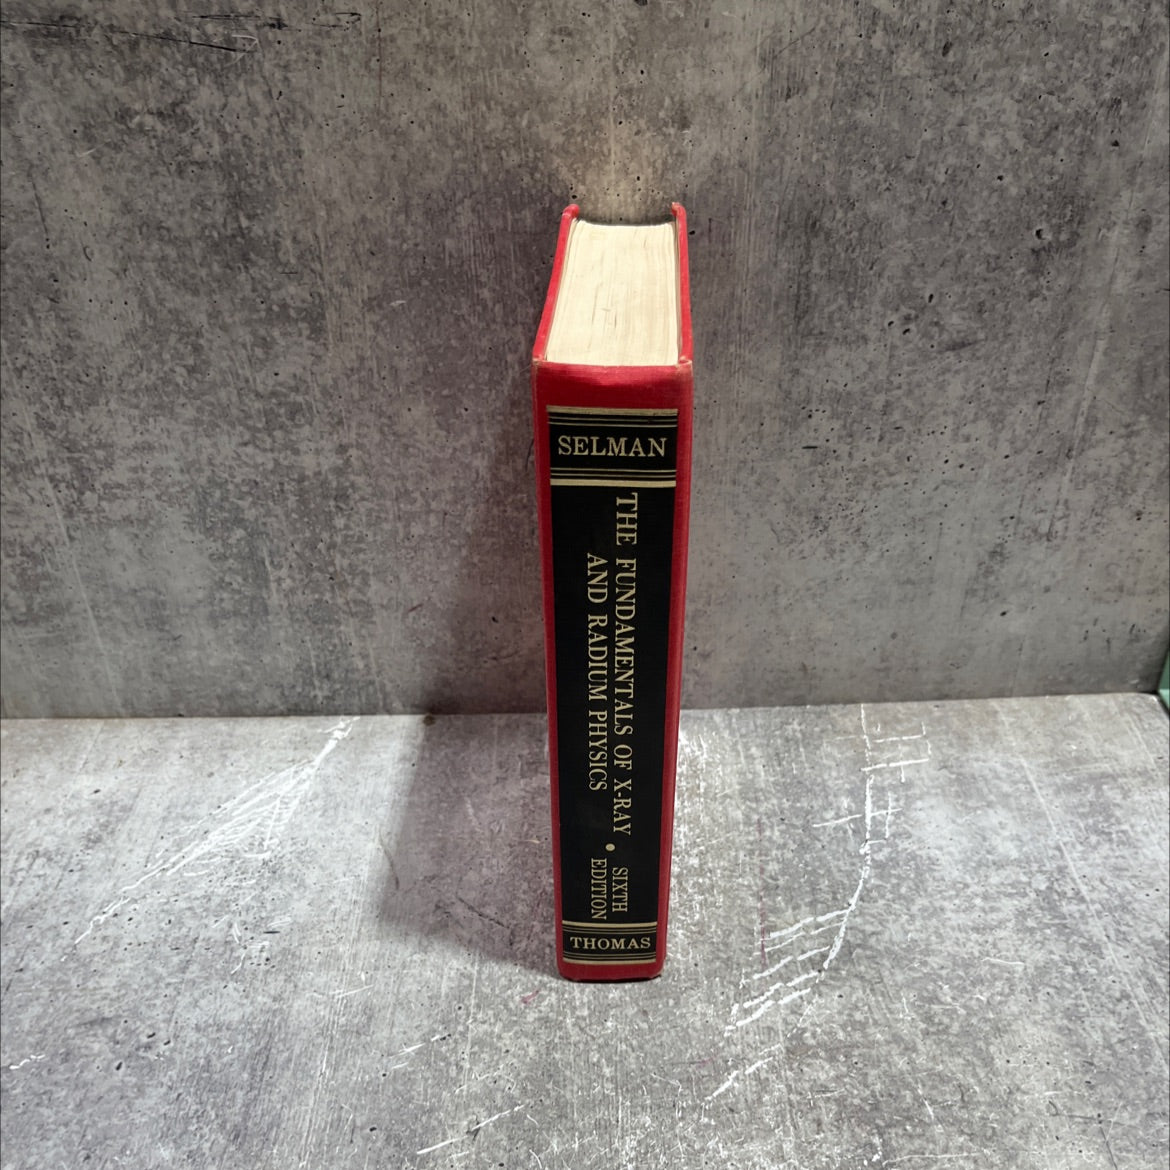 SELMAN
THE FUNDAMENTALS OF X-RAY
AND RADIUM PHYSICS
•
SIXTH
EDITION
THOMAS